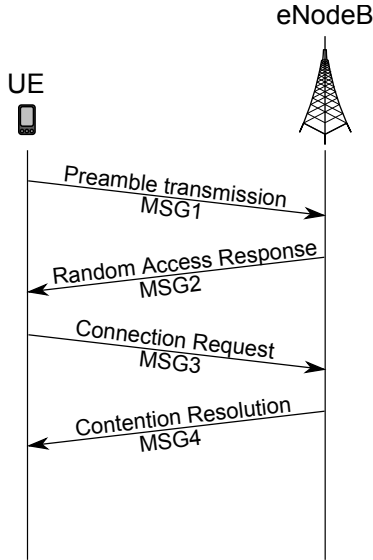 eNodeB
UE
Preamble transmission
MSG1
Random Access Response
MSG2
Connection Request
MSG3
Contention Resolution
MSG4